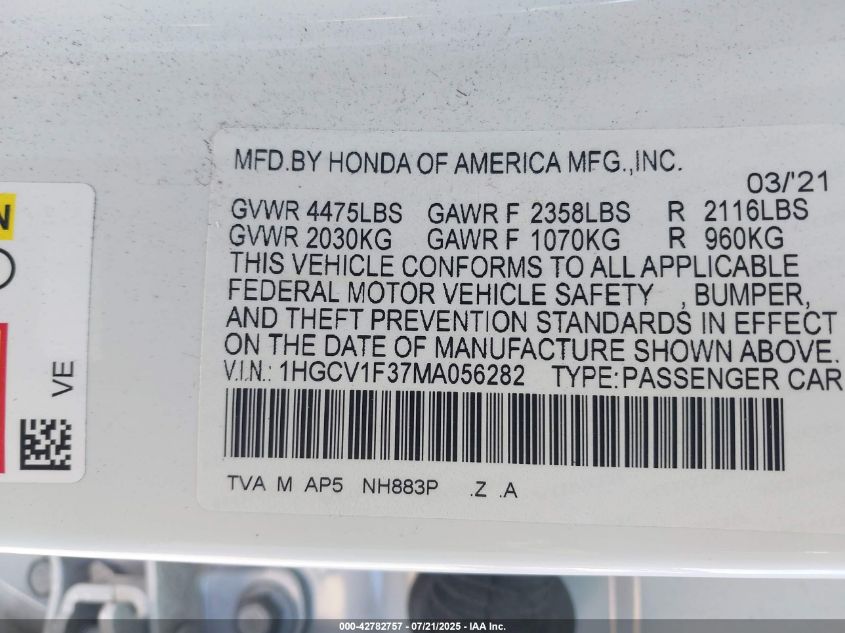 MFD.BY HONDA OF AMERICA MFG.,INC.
03/'21
GVWR 4475LBS GAWR F 2358LBS R 2116LBS
GVWR 2030KG GAWR F 1070KG R 960KG
THIS VEHICLE CONFORMS TO ALL APPLICABLE
FEDERAL MOTOR VEHICLE SAFETY , BUMPER,
AND THEFT PREVENTION STANDARDS IN EFFECT
ON THE DATE OF MANUFACTURE SHOWN ABOVE.
V.I.N.: 1HGCV1F37MA056282 TYPE:PASSENGER CAR
TVA M AP5 NH883P .Z .A
N
VE
000-42782757 - 07/21/2025 - IAA Inc.